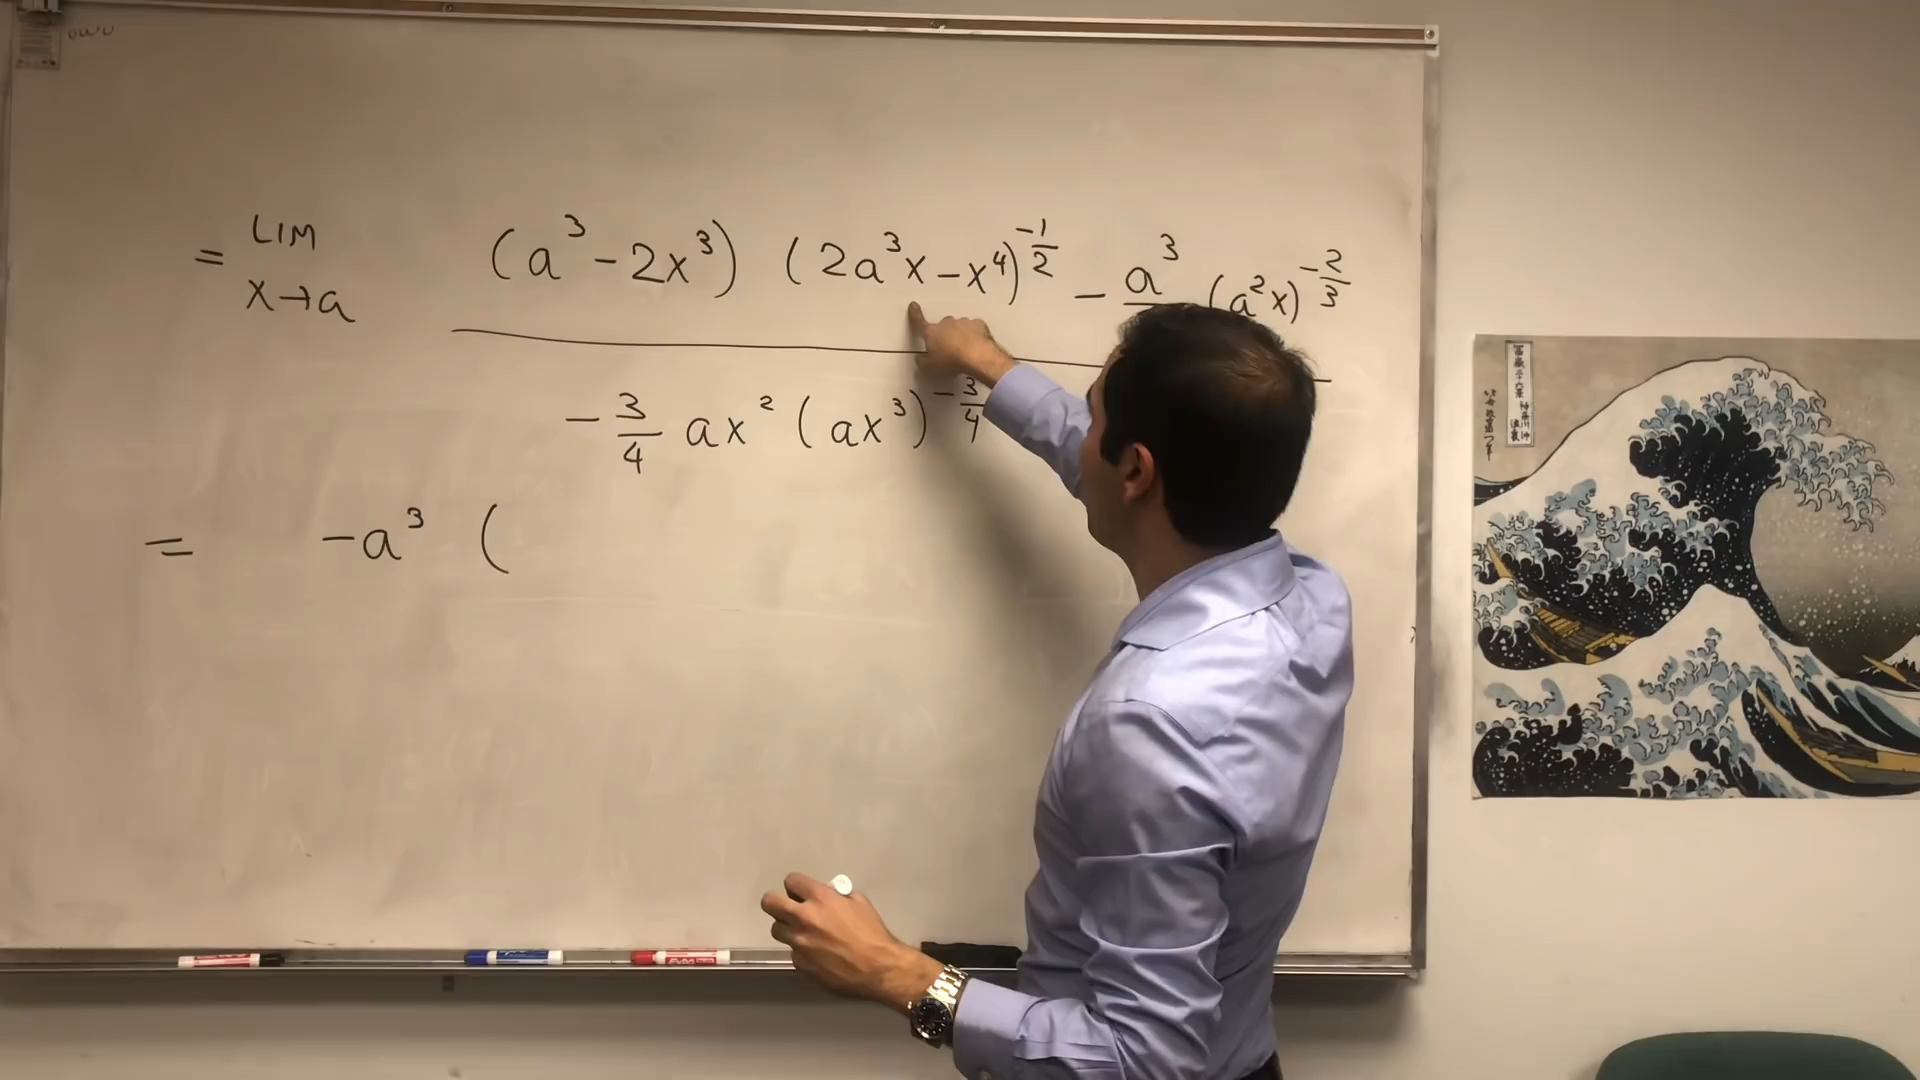 = LIM x→a (a³ - 2x³) (2a³x - x⁴)^(-1/2) - a³ (a²x)^(-2/3)
- 3/4 ax² (ax³)^(-3/4)
= -a³ (